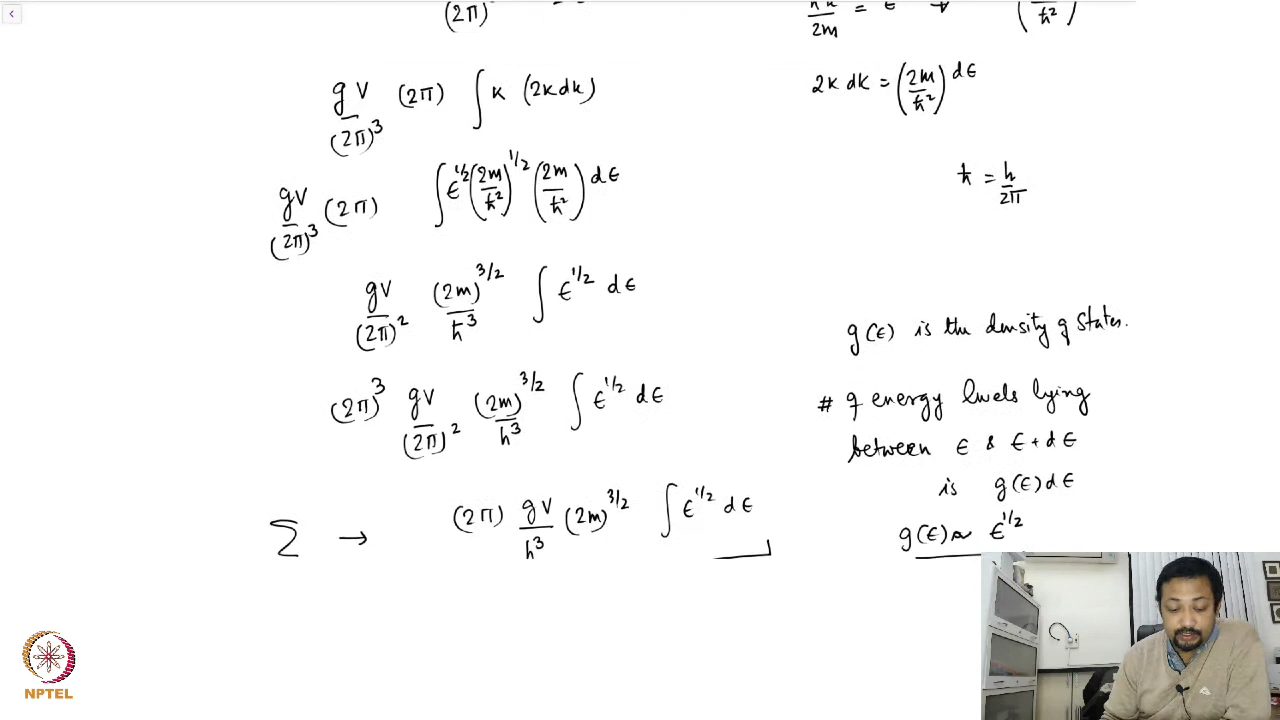 (2π)
ħk/2m = ε
(ħ²)
gV/(2π)³ (2π) ∫ k (2k dk)
2k dk = (2m/ħ²) dε
gV/(2π)³ (2π) ∫ ε^1/2 (2m/ħ²)^1/2 (2m/ħ²) dε
ħ = h/2π
gV/(2π)² (2m)^3/2/ħ³ ∫ ε^1/2 dε
g(ε) is the density of states.
(2π)³ gV/(2π)² (2m)^3/2/h³ ∫ ε^1/2 dε
# of energy levels lying
between ε & ε + dε
is g(ε)dε
Σ → (2π) gV/h³ (2m)^3/2 ∫ ε^1/2 dε
g(ε) ~ ε^1/2
NPTEL